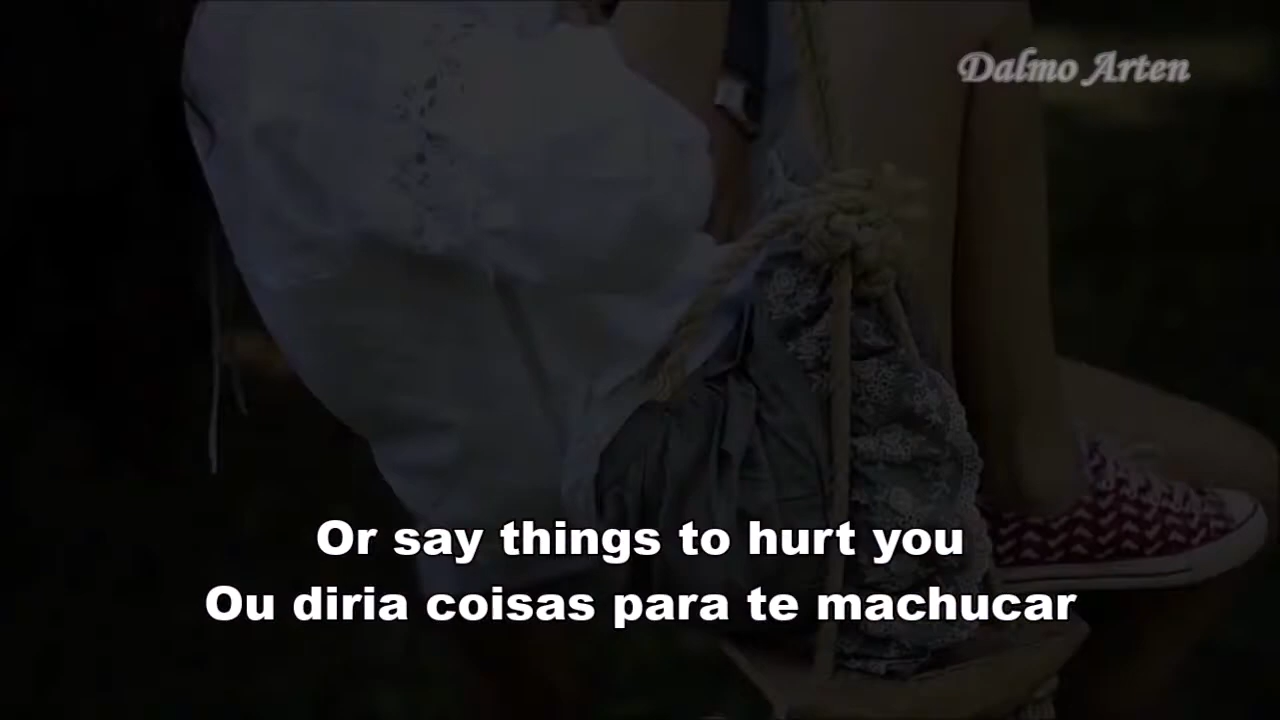 Dalmo Arten
Or say things to hurt you
Ou diria coisas para te machucar